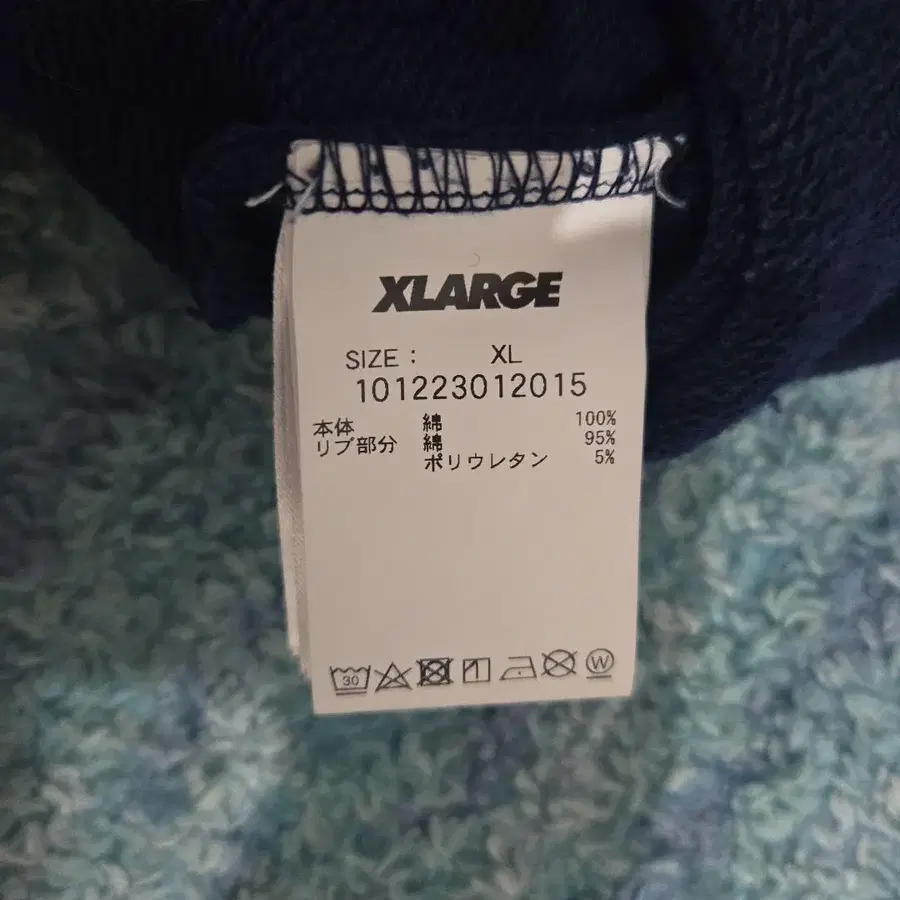 XLARGE
SIZE : XL
101223012015
本体 綿 100%
リブ部分 綿 95%
ポリウレタン 5%
30 W